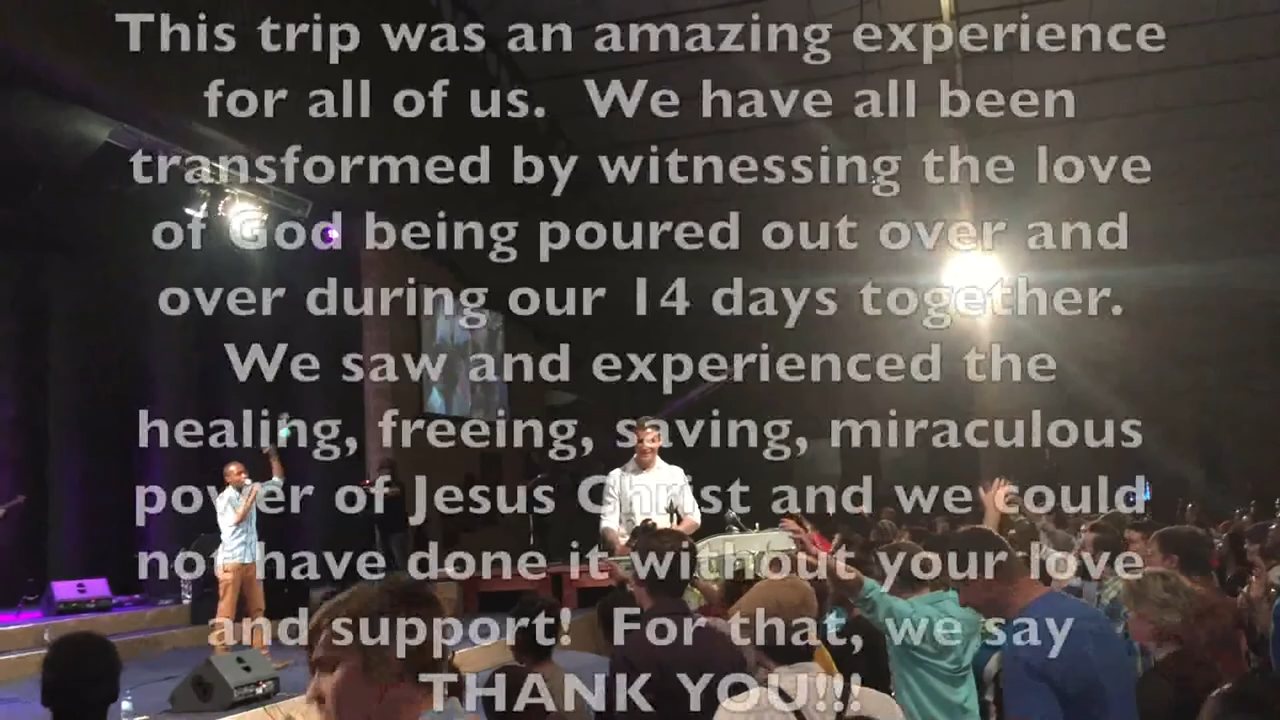 This trip was an amazing experience
for all of us. We have all been
transformed by witnessing the love
of God being poured out over and
over during our 14 days together.
We saw and experienced the
healing, freeing, saving, miraculous
power of Jesus Christ and we could
not have done it without your love
and support! For that, we say
THANK YOU!!!